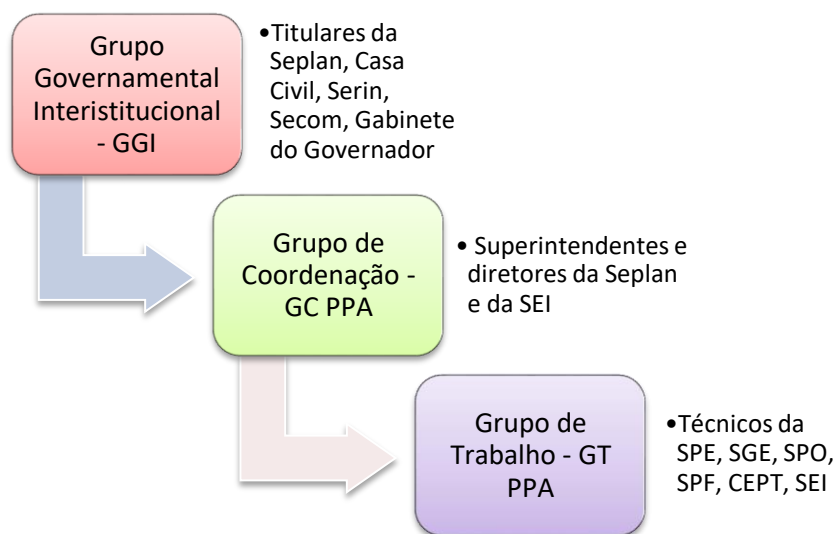 Grupo
Governamental
Interistitucional
- GGI
•Titulares da
Seplan, Casa
Civil, Serin,
Secom, Gabinete
do Governador
Grupo de
Coordenação -
GC PPA
• Superintendentes e
diretores da Seplan
e da SEI
Grupo de
Trabalho - GT
PPA
•Técnicos da
SPE, SGE, SPO,
SPF, CEPT, SEI